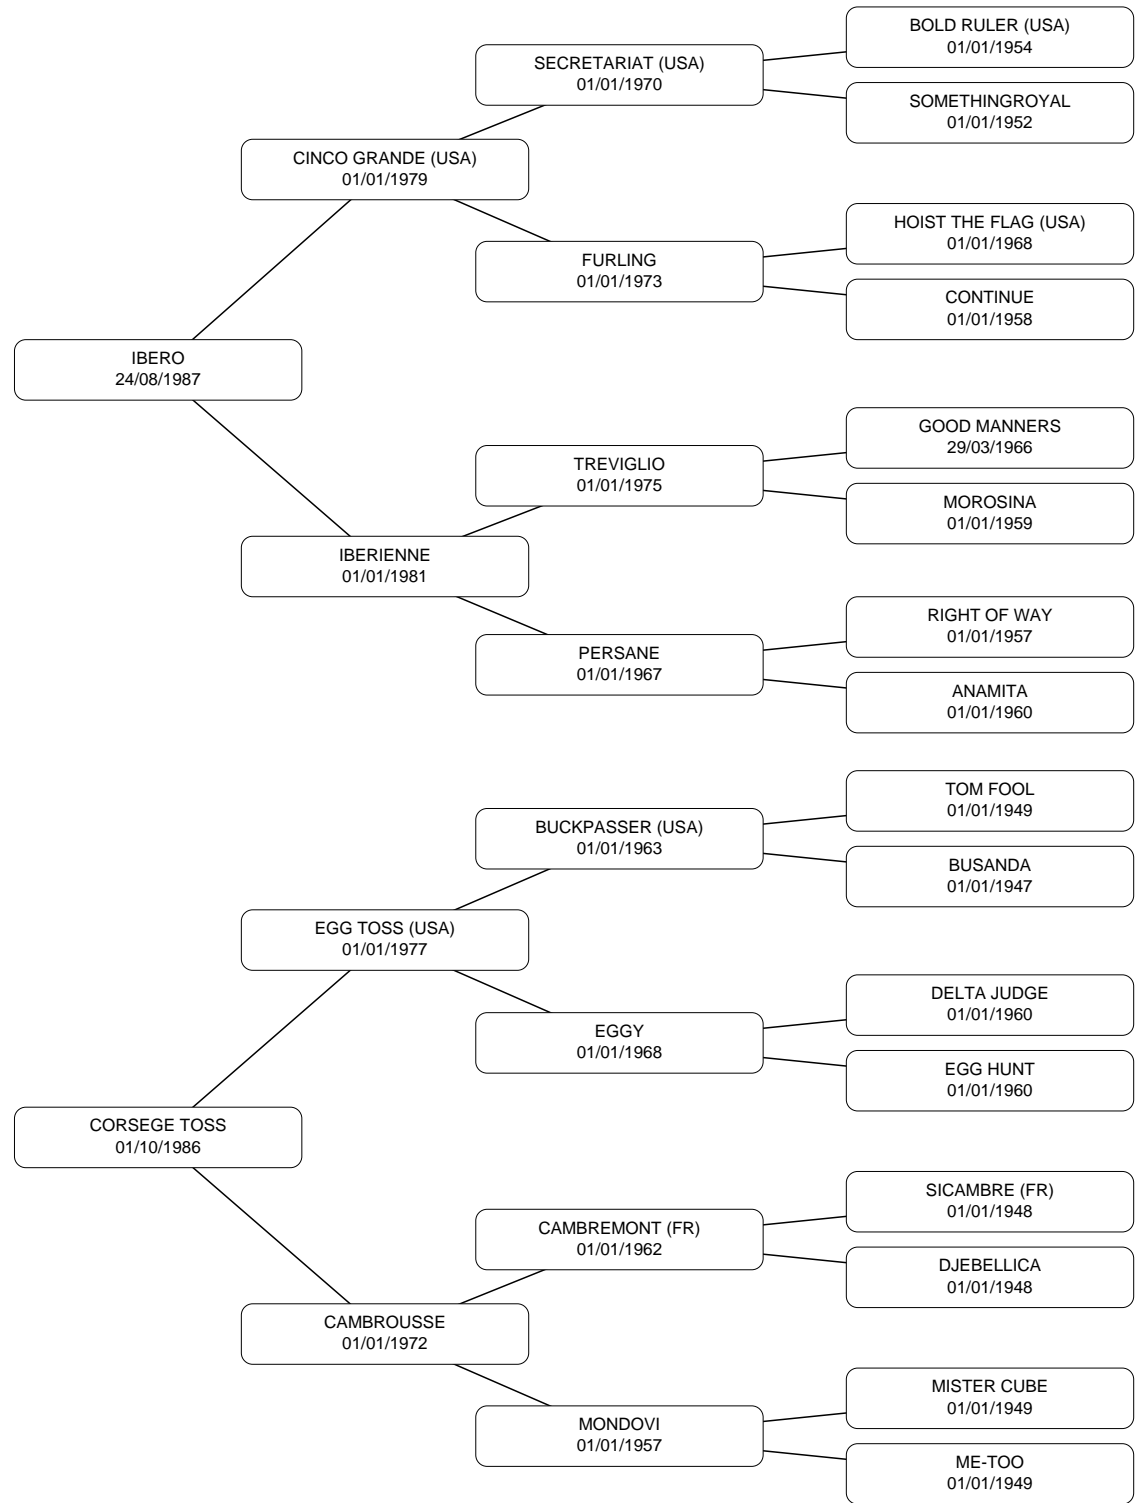 BOLD RULER (USA)
01/01/1954
SECRETARIAT (USA)
01/01/1970
SOMETHINGROYAL
01/01/1952
CINCO GRANDE (USA)
01/01/1979
HOIST THE FLAG (USA)
01/01/1968
FURLING
01/01/1973
CONTINUE
01/01/1958
IBERO
24/08/1987
GOOD MANNERS
29/03/1966
TREVIGLIO
01/01/1975
MOROSINA
01/01/1959
IBERIENNE
01/01/1981
RIGHT OF WAY
01/01/1957
PERSANE
01/01/1967
ANAMITA
01/01/1960
TOM FOOL
01/01/1949
BUCKPASSER (USA)
01/01/1963
BUSANDA
01/01/1947
EGG TOSS (USA)
01/01/1977
DELTA JUDGE
01/01/1960
EGGY
01/01/1968
EGG HUNT
01/01/1960
CORSEGE TOSS
01/10/1986
SICAMBRE (FR)
01/01/1948
CAMBREMONT (FR)
01/01/1962
DJEBELLICA
01/01/1948
CAMBROUSSE
01/01/1972
MISTER CUBE
01/01/1949
MONDOVI
01/01/1957
ME-TOO
01/01/1949